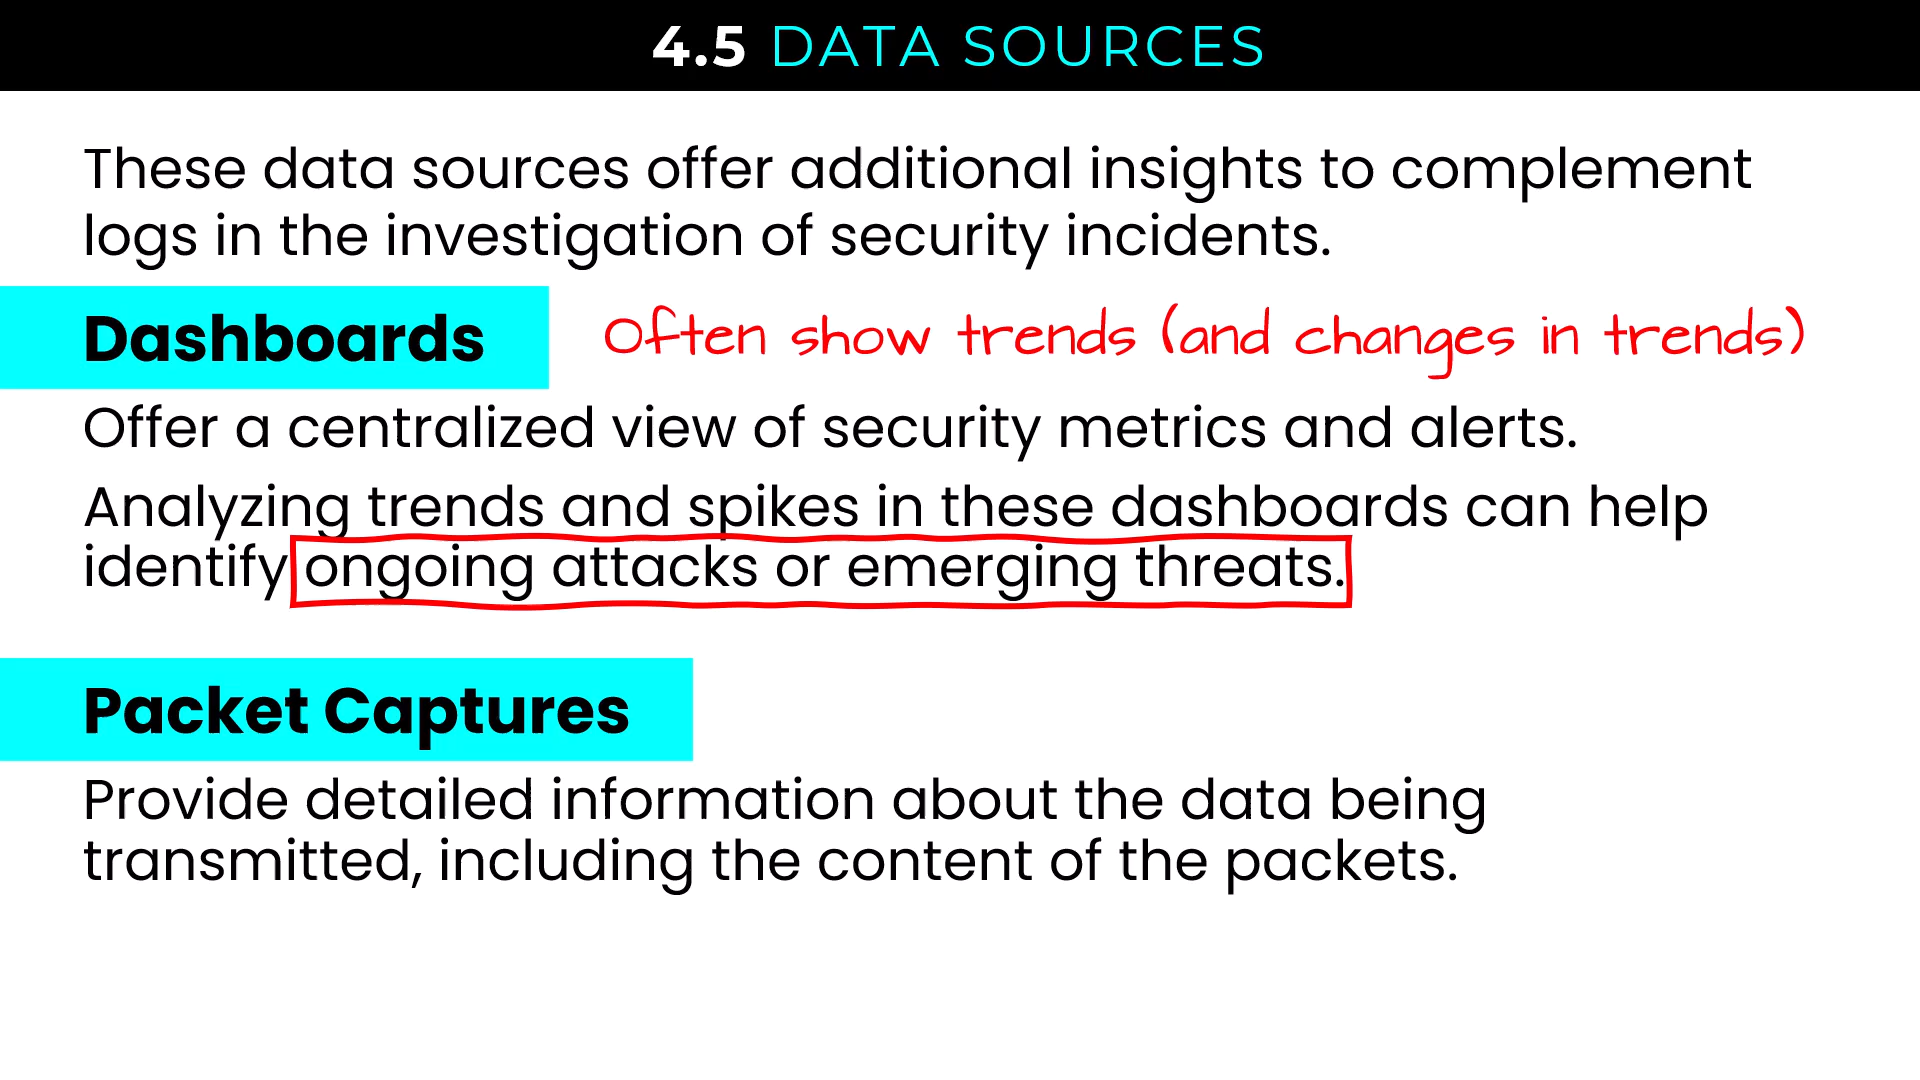 4.5 DATA SOURCES
These data sources offer additional insights to complement
logs in the investigation of security incidents.
Dashboards
Often show trends (and changes in trends)
Offer a centralized view of security metrics and alerts.
Analyzing trends and spikes in these dashboards can help
identify ongoing attacks or emerging threats.
Packet Captures
Provide detailed information about the data being
transmitted, including the content of the packets.